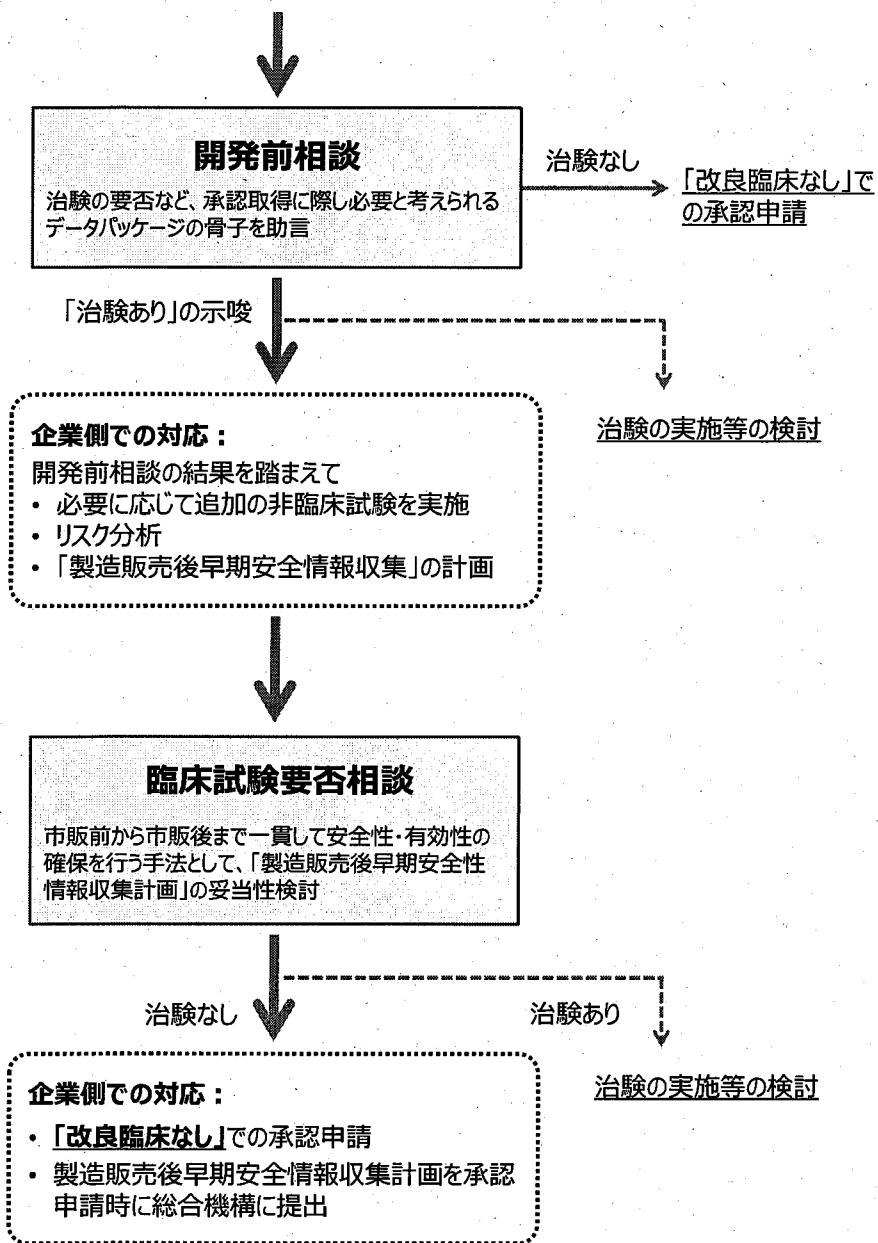 開発前相談
治験の要否など、承認取得に際し必要と考えられる
データパッケージの骨子を助言
治験なし
「改良臨床なし」で
の承認申請
「治験あり」の示唆
治験の実施等の検討
企業側での対応：
開発前相談の結果を踏まえて
• 必要に応じて追加の非臨床試験を実施
• リスク分析
• 「製造販売後早期安全情報収集」の計画
臨床試験要否相談
市販前から市販後まで一貫して安全性・有効性の
確保を行う手法として、「製造販売後早期安全性
情報収集計画」の妥当性検討
治験なし
治験あり
治験の実施等の検討
企業側での対応：
• 「改良臨床なし」での承認申請
• 製造販売後早期安全情報収集計画を承認
申請時に総合機構に提出